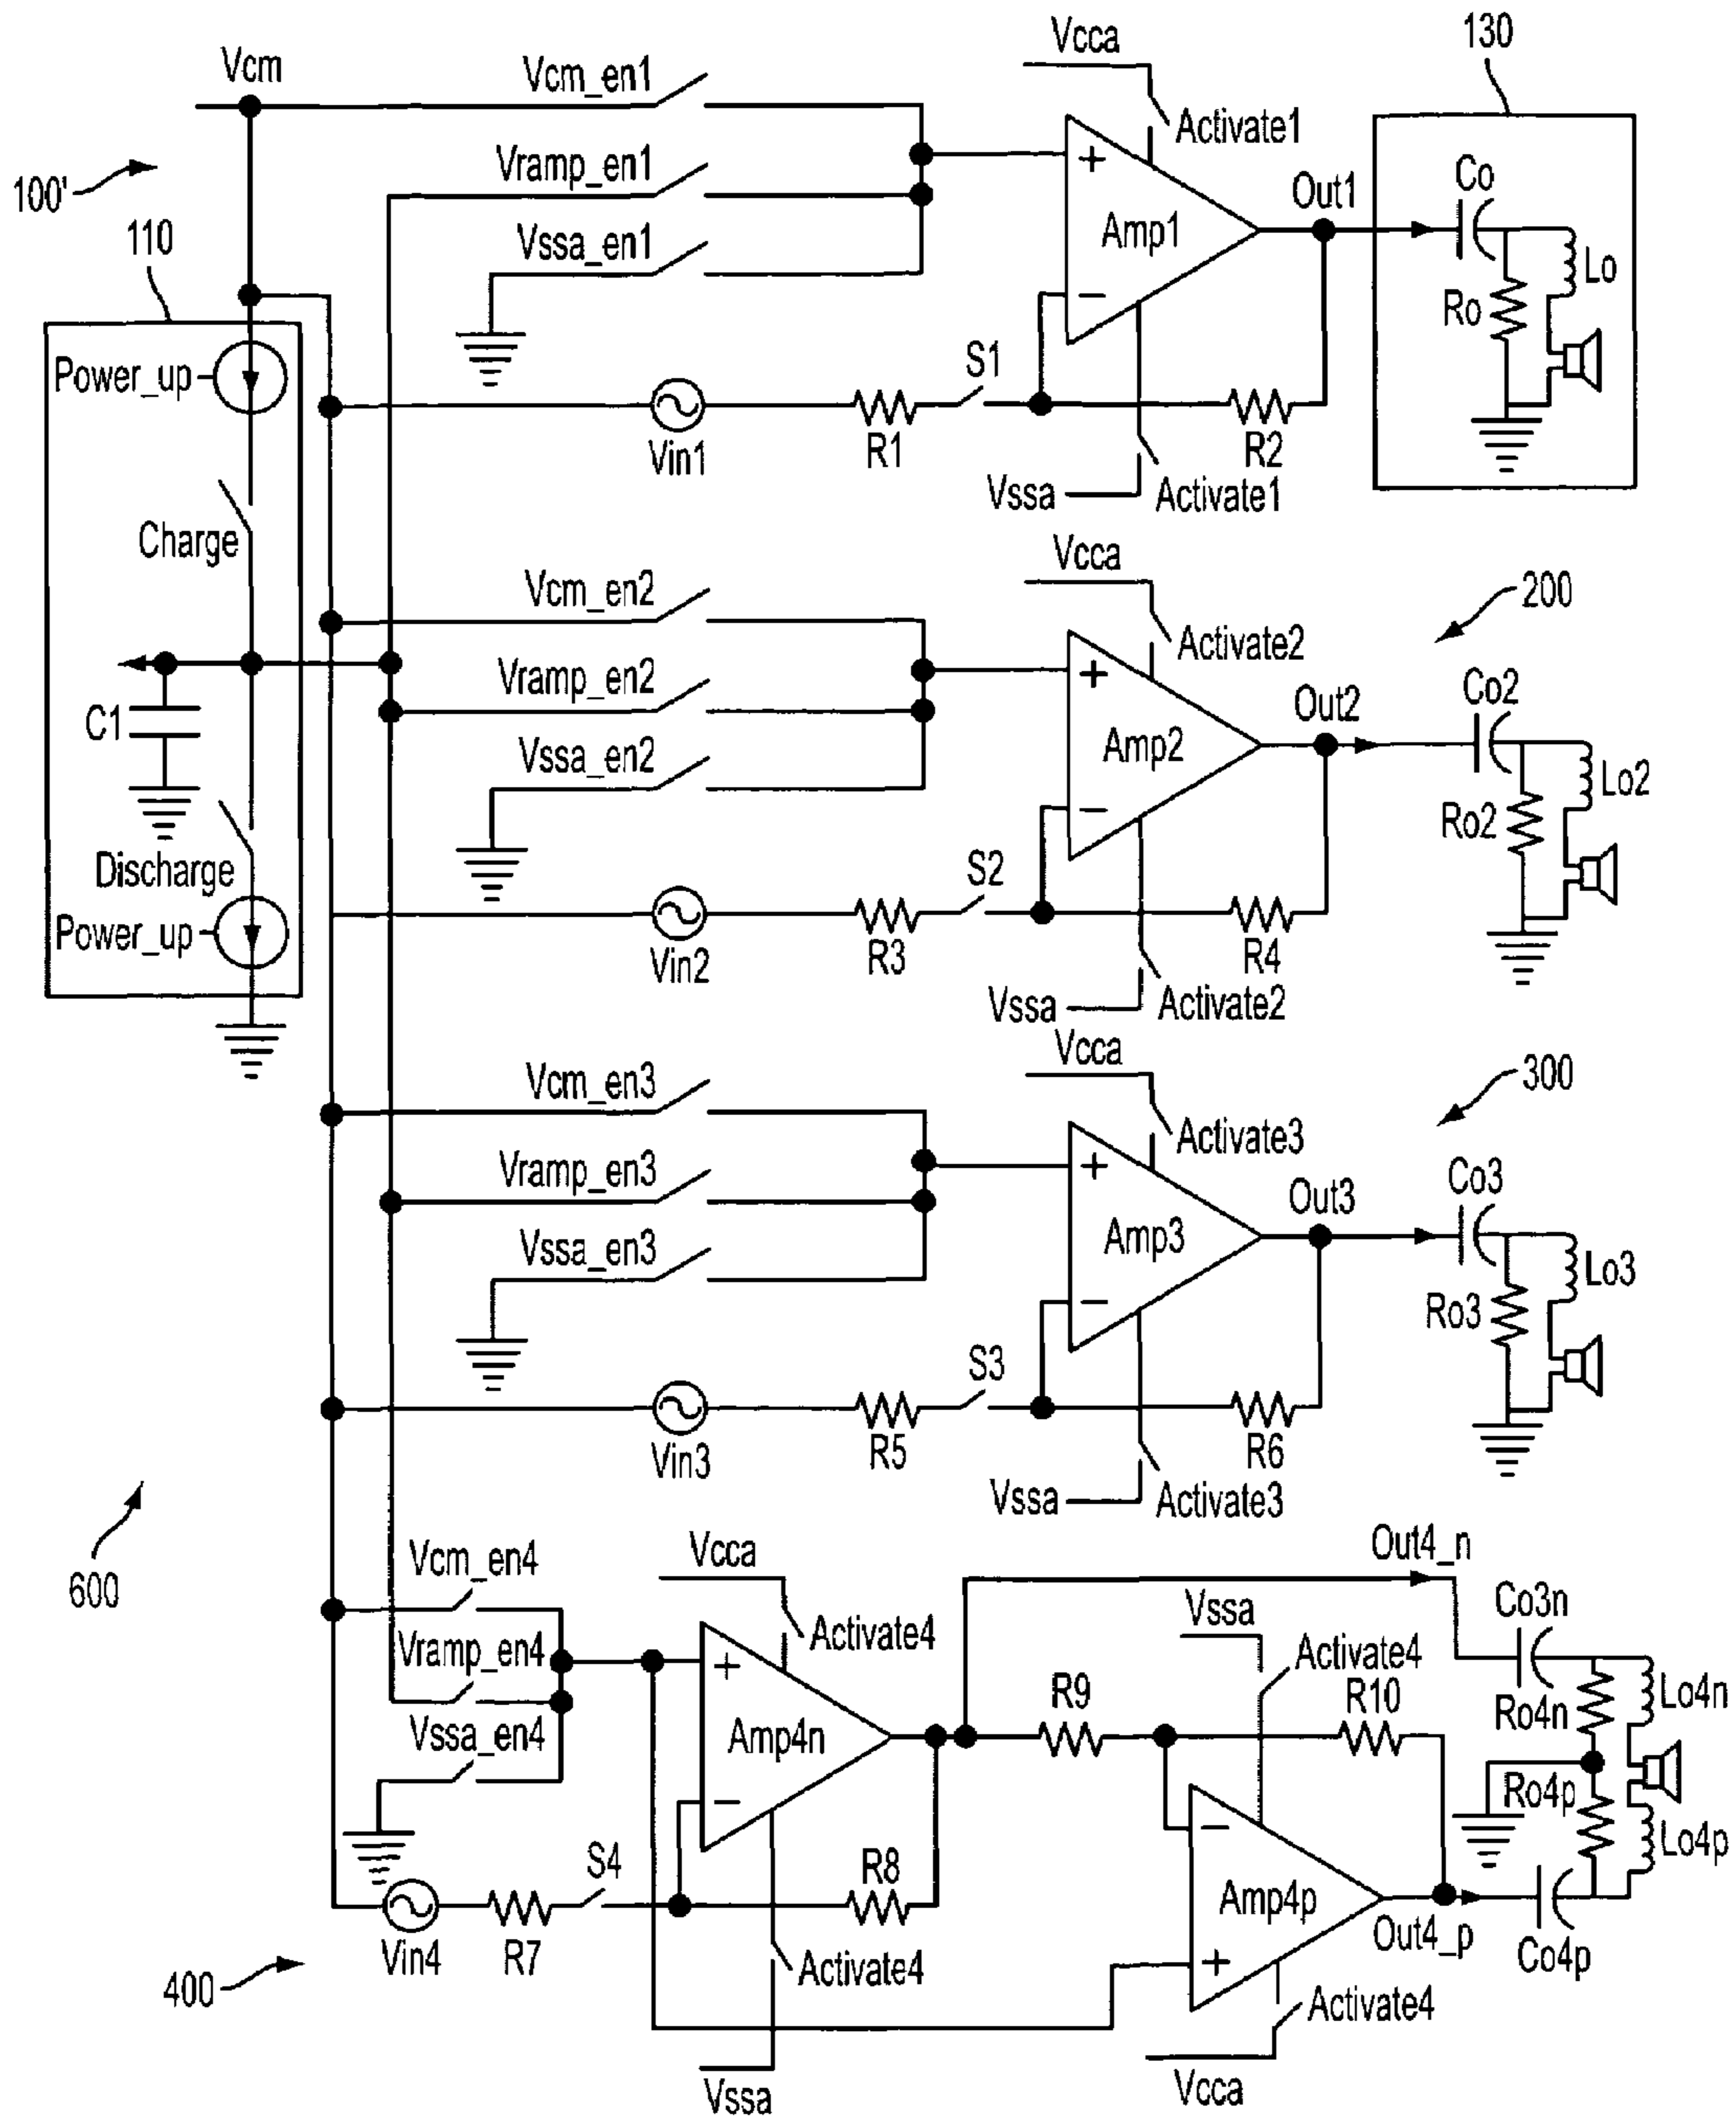 Vcm
Vcm_en1
Vcca
130
Activate1
100'
Vramp_en1
Co
110
Vssa_en1
+
Amp1
Out1
Lo
Ro
−
Power_up
S1
Vin1
R1
R2
Vssa
Activate1
Charge
Vcca
200
Vcm_en2
Activate2
Vramp_en2
+
Co2
C1
Vssa_en2
Amp2
Out2
Lo2
Ro2
−
Discharge
S2
Power_up
Vin2
R3
R4
Vssa
Activate2
Vcca
300
Vcm_en3
Activate3
Vramp_en3
+
Co3
Vssa_en3
Amp3
Out3
Lo3
Ro3
−
S3
Vin3
R5
R6
Vssa
Activate3
600
Vcm_en4
Vcca
Out4_n
Activate4
Vssa
Co3n
Vramp_en4
+
Activate4
Vssa_en4
Amp4n
R9
R10
Ro4n
Lo4n
−
Ro4p
Lo4p
S4
R8
−
Amp4p
Vin4
R7
Out4_p
Co4p
400
Activate4
+
Activate4
Vssa
Vcca